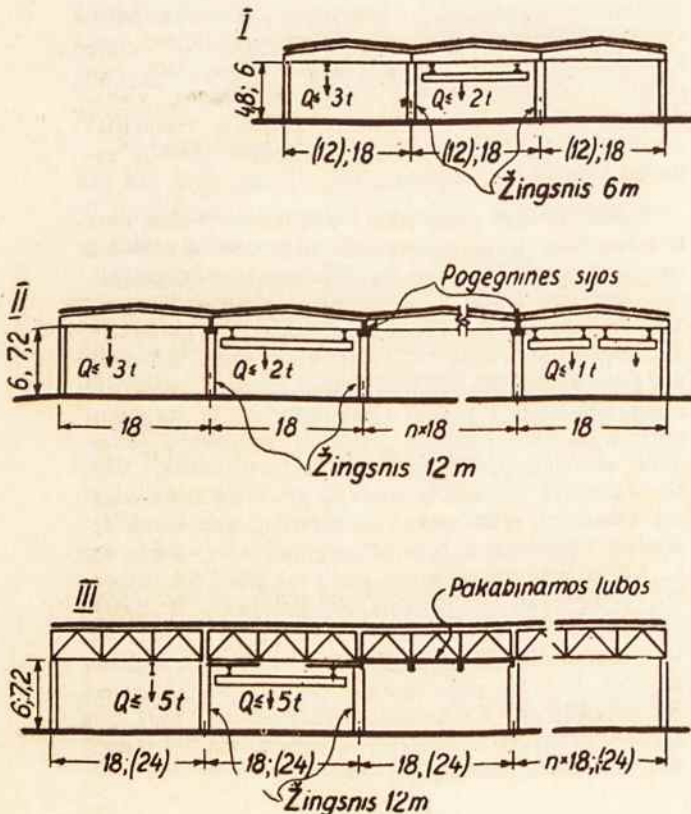 I
4,8; 6
Q≤ 3t
Q≤ 2t
(12);18
(12);18
(12);18
Žingsnis 6m
II
Pogegnines sijos
6, 7,2
Q≤ 3t
Q≤ 2t
Q≤ 1t
18
18
n×18
18
Žingsnis 12m
III
Pakabinamos lubos
6;7,2
Q≤ 5t
Q≤ 5t
18;(24)
18;(24)
18,(24)
n×18;(24)
Žingsnis 12m